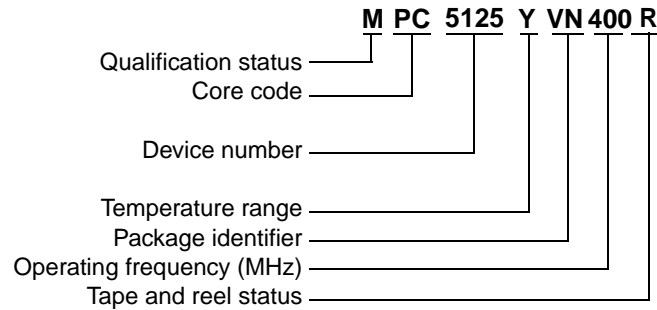 M PC 5125 Y VN 400 R
Qualification status
Core code
Device number
Temperature range
Package identifier
Operating frequency (MHz)
Tape and reel status